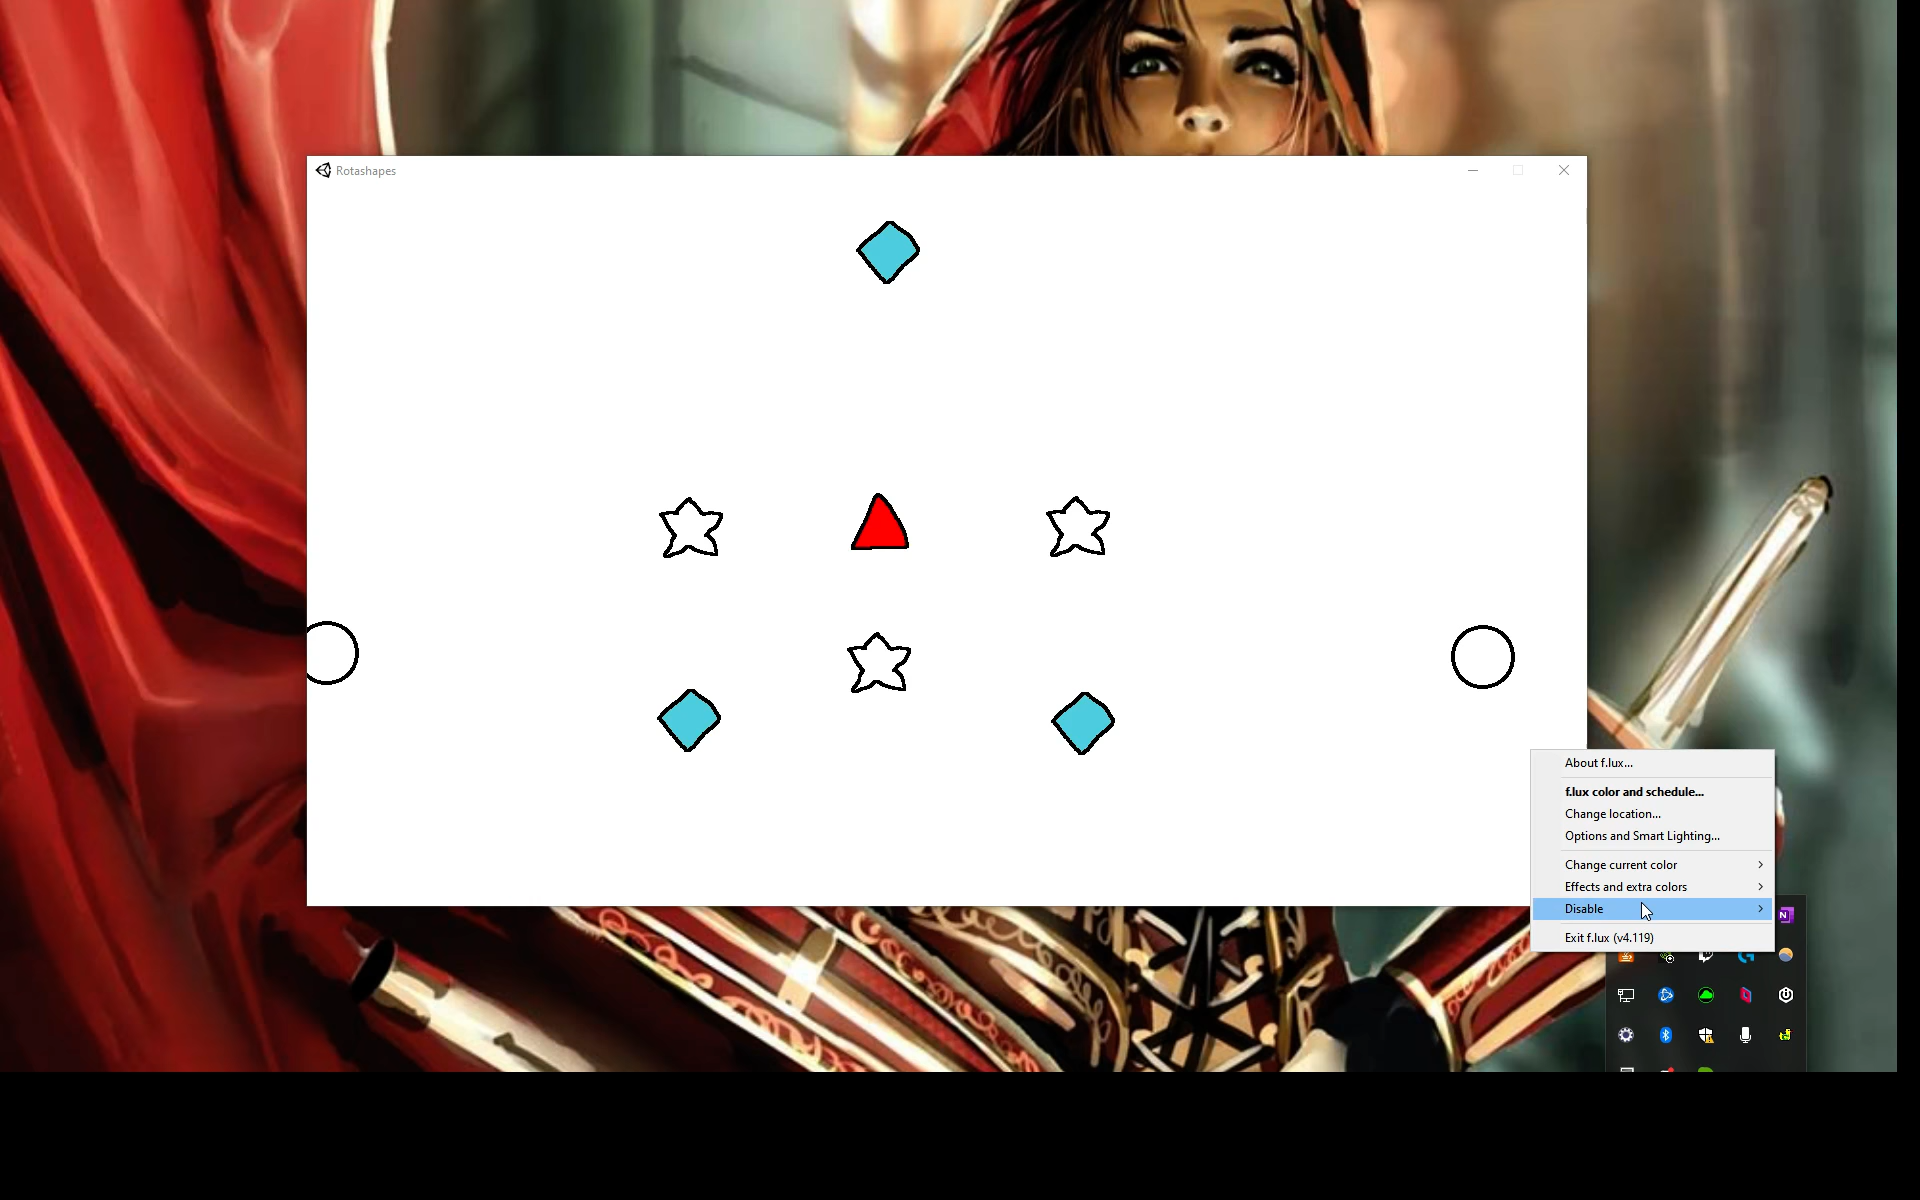 Rotashapes
About f.lux...
f.lux color and schedule...
Change location...
Options and Smart Lighting...
Change current color
Effects and extra colors
Disable
Exit f.lux (v4.119)